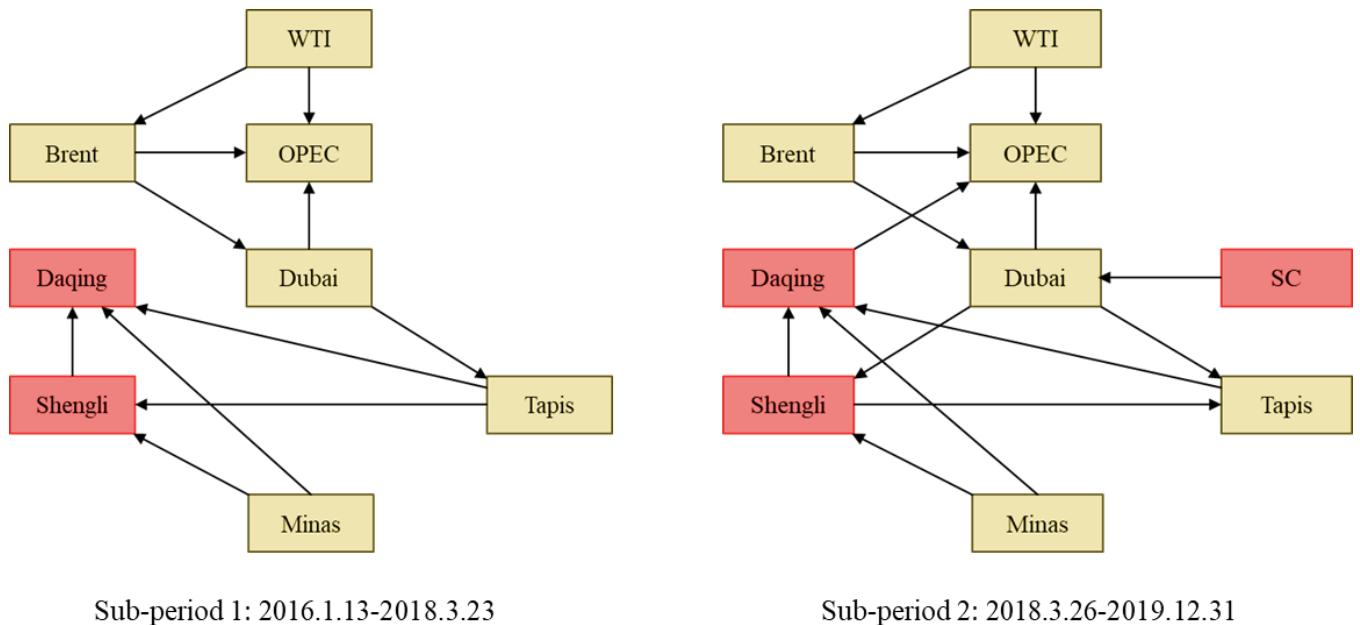 WTI
Brent
OPEC
Daqing
Dubai
Shengli
Tapis
Minas
Sub-period 1: 2016.1.13-2018.3.23
WTI
Brent
OPEC
Daqing
Dubai
SC
Shengli
Tapis
Minas
Sub-period 2: 2018.3.26-2019.12.31